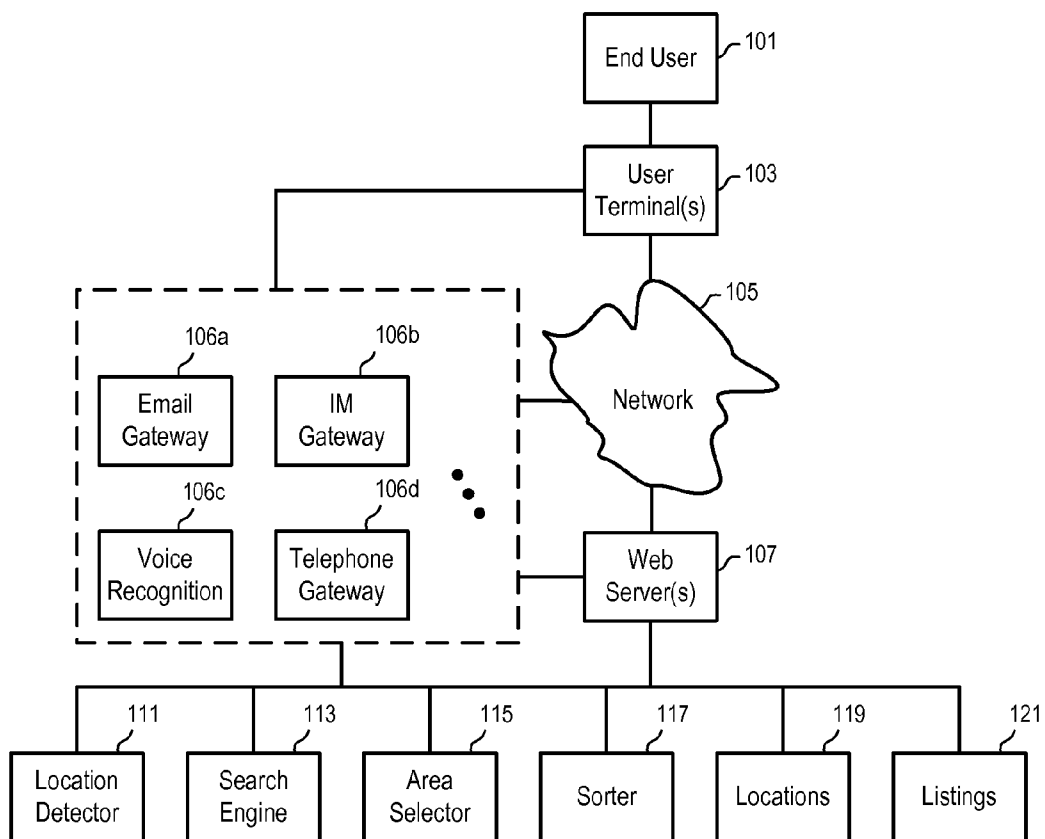 End User
101
User
Terminal(s)
103
105
Network
106a
Email
Gateway
106b
IM
Gateway
106c
Voice
Recognition
106d
Telephone
Gateway
Web
Server(s)
107
111
Location
Detector
113
Search
Engine
115
Area
Selector
117
Sorter
119
Locations
121
Listings